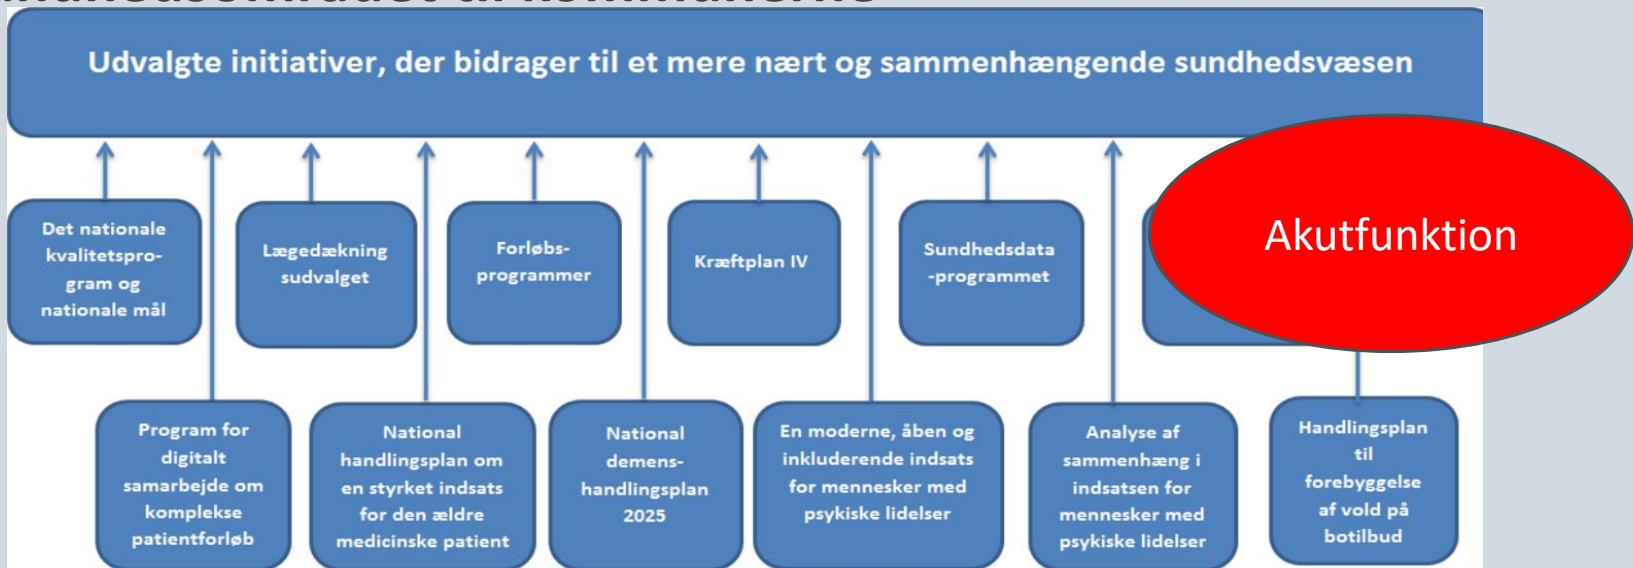 Udvalgte initiativer, der bidrager til et mere nært og sammenhængende sundhedsvæsen
Det nationale
kvalitetspro-
gram og
nationale mål
Lægedækning
sudvalget
Forløbs-
programmer
Kræftplan IV
Sundhedsdata
-programmet
Akutfunktion
Program for
digitalt
samarbejde om
komplekse
patientforløb
National
handlingsplan om
en styrket indsats
for den ældre
medicinske patient
National
demens-
handlingsplan
2025
En moderne, åben og
inkluderende indsats
for mennesker med
psykiske lidelser
Analyse af
sammenhæng i
indsatsen for
mennesker med
psykiske lidelser
Handlingsplan
til
forebyggelse
af vold på
botilbud